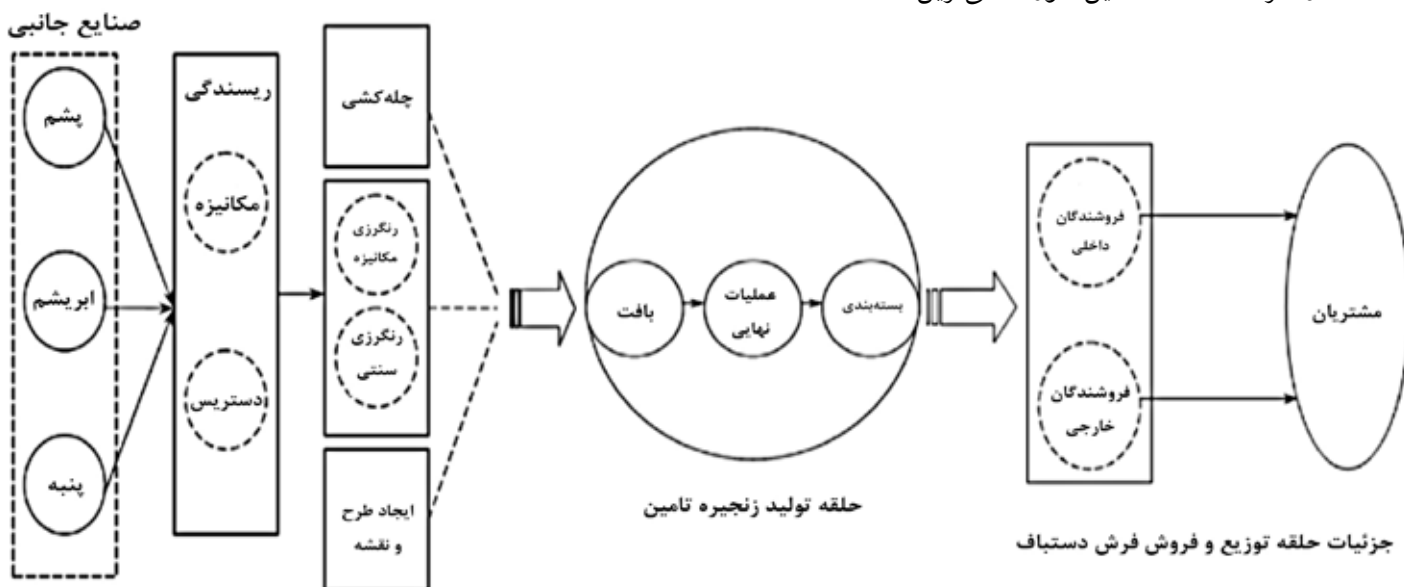 صنایع جانبی
پشم
ابریشم
پنبه
ریسندگی
مکانیزه
دستریس
چله‌کشی
رنگرزی
مکانیزه
رنگرزی
سنتی
ایجاد طرح
و نقشه
بافت
عملیات
نهایی
بسته‌بندی
حلقه تولید زنجیره تامین
فروشندگان
داخلی
فروشندگان
خارجی
مشتریان
جزئیات حلقه توزیع و فروش فرش دستباف